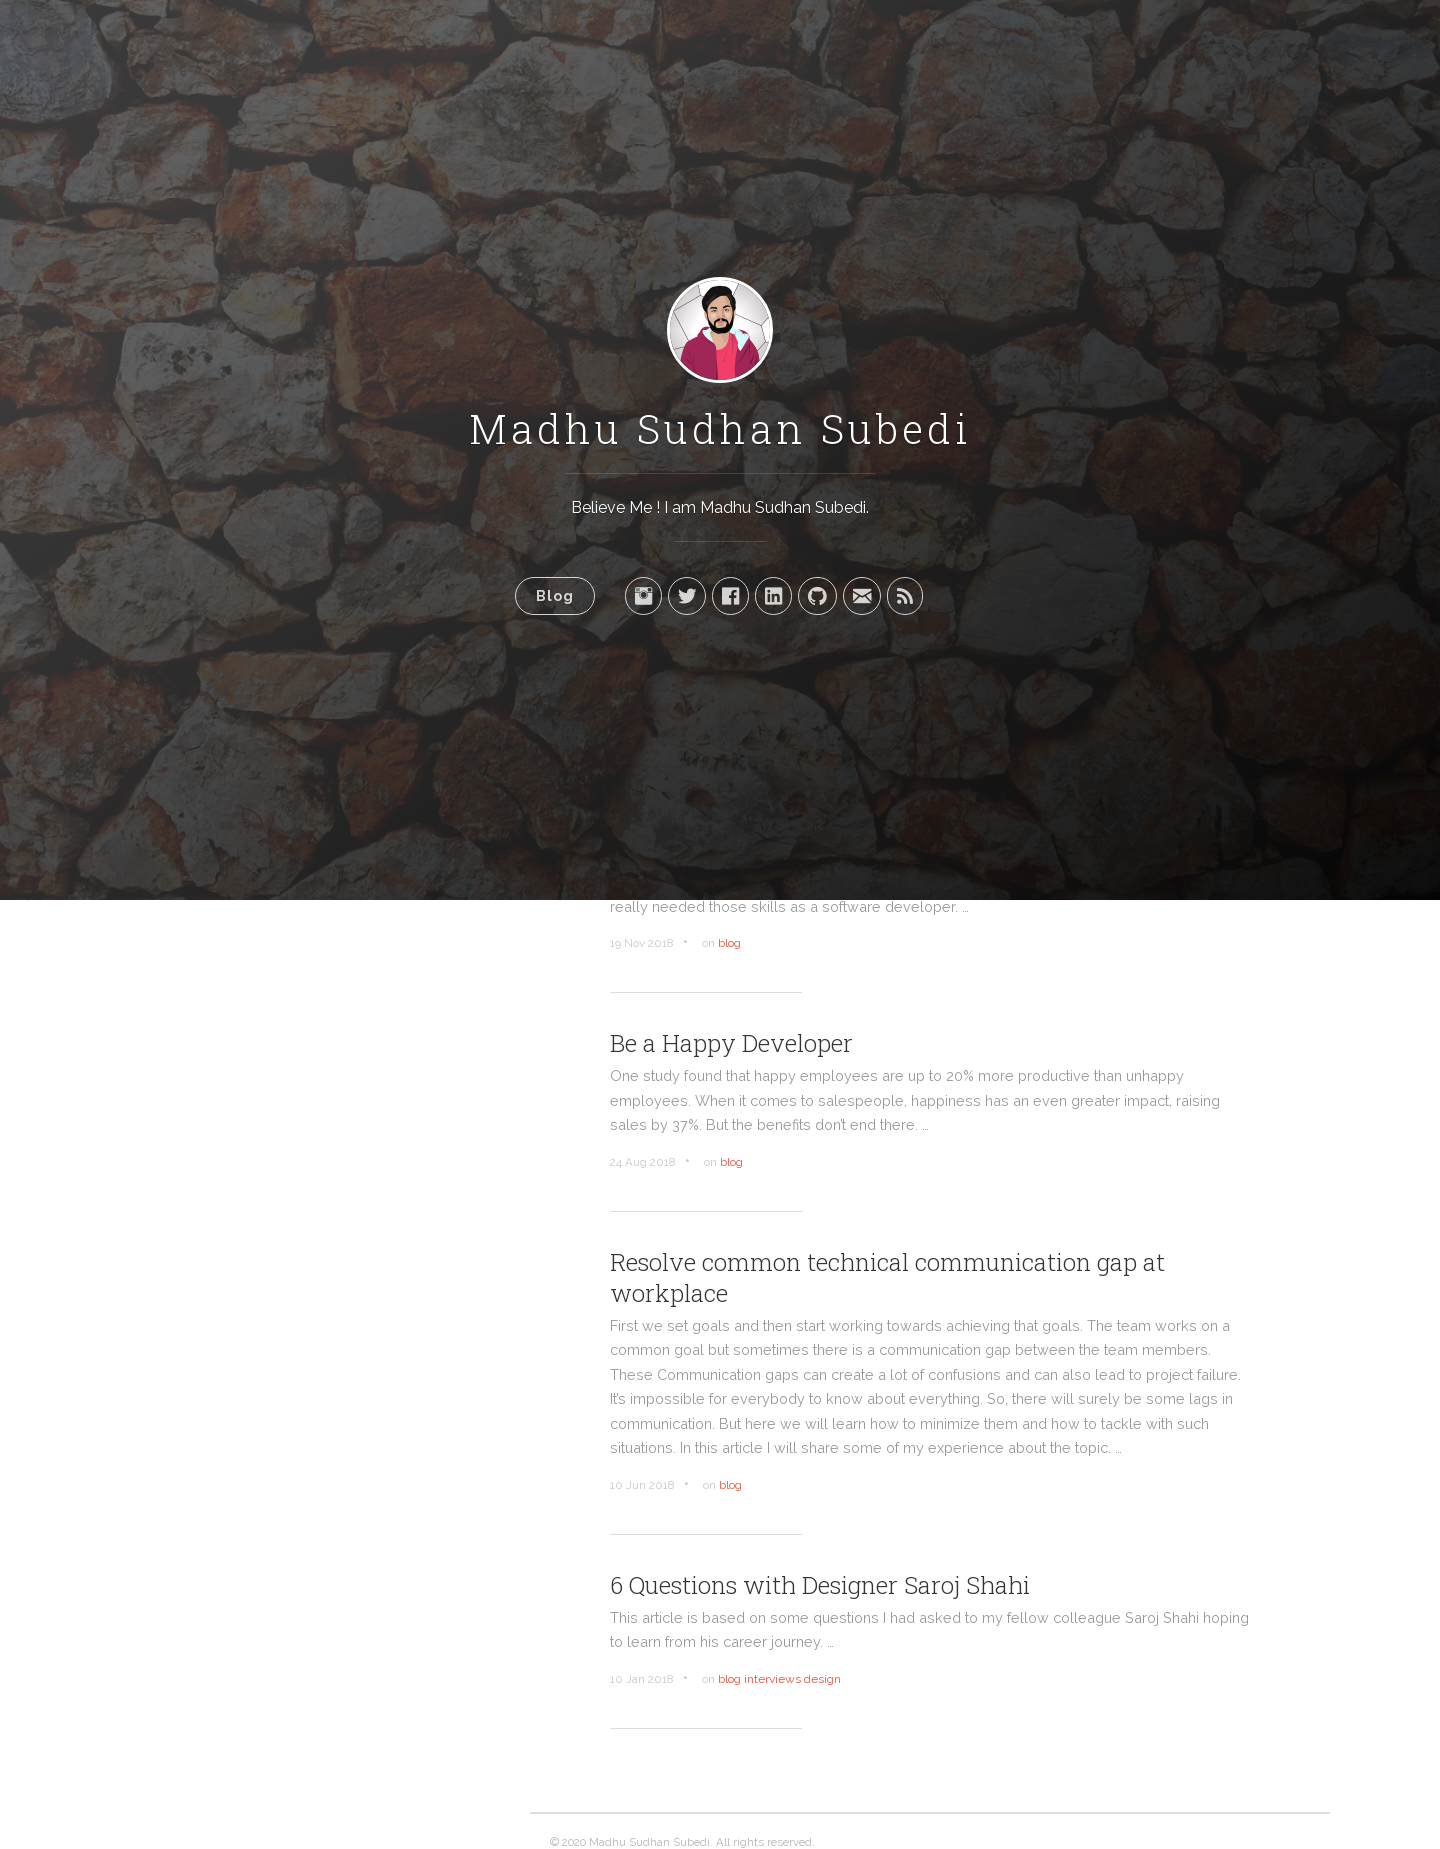 Madhu Sudhan Subedi
Believe Me ! I am Madhu Sudhan Subedi.
Blog
really needed those skills as a software developer. …
19 Nov 2018 • on blog
Be a Happy Developer
One study found that happy employees are up to 20% more productive than unhappy
employees. When it comes to salespeople, happiness has an even greater impact, raising
sales by 37%. But the benefits don’t end there. …
24 Aug 2018 • on blog
Resolve common technical communication gap at
workplace
First we set goals and then start working towards achieving that goals. The team works on a
common goal but sometimes there is a communication gap between the team members.
These Communication gaps can create a lot of confusions and can also lead to project failure.
It’s impossible for everybody to know about everything. So, there will surely be some lags in
communication. But here we will learn how to minimize them and how to tackle with such
situations. In this article I will share some of my experience about the topic. …
10 Jun 2018 • on blog
6 Questions with Designer Saroj Shahi
This article is based on some questions I had asked to my fellow colleague Saroj Shahi hoping
to learn from his career journey. …
10 Jan 2018 • on blog interviews design
© 2020 Madhu Sudhan Subedi. All rights reserved.